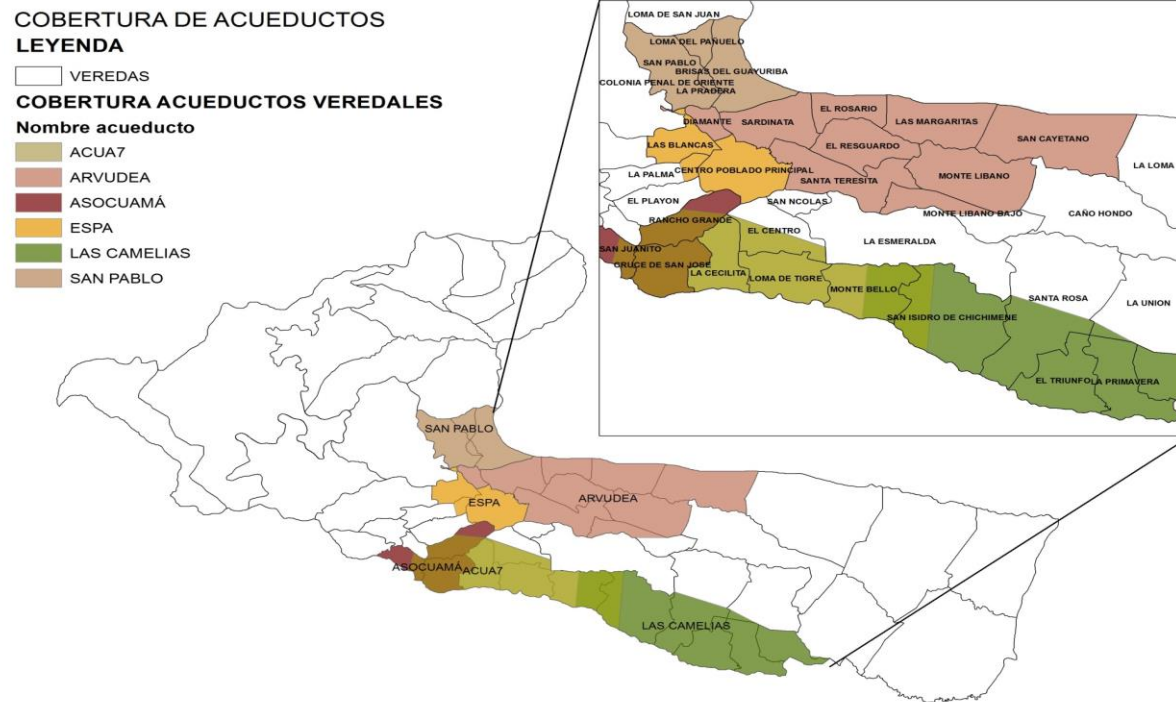 COBERTURA DE ACUEDUCTOS
LEYENDA
VEREDAS
COBERTURA ACUEDUCTOS VEREDALES
Nombre acueducto
ACUA7
ARVUDEA
ASOCUAMÁ
ESPA
LAS CAMELIAS
SAN PABLO
LOMA DE SAN JUAN
LOMA DEL PAÑUELO
SAN PABLO
BRISAS DEL GUAYURIBA
COLONIA PENAL DE ORIENTE
LA PRADERA
EL ROSARIO
DIAMANTE
SARDINATA
LAS MARGARITAS
SAN CAYETANO
LAS BLANCAS
EL RESGUARDO
LA LOMA
LA PALMA
CENTRO POBLADO PRINCIPAL
SANTA TERESITA
MONTE LIBANO
EL PLAYON
SAN NCOLAS
RANCHO GRANDE
MONTE LIBANO BAJO
CAÑO HONDO
EL CENTRO
LA ESMERALDA
SAN JUANITO
CRUCE DE SAN JOSE
LA CECILITA
LOMA DE TIGRE
MONTE BELLO
SANTA ROSA
LA UNION
SAN ISIDRO DE CHICHIMENE
EL TRIUNFO
LA PRIMAVERA
SAN PABLO
ESPA
ARVUDEA
ASOCUAMÁ
ACUA7
LAS CAMELIAS